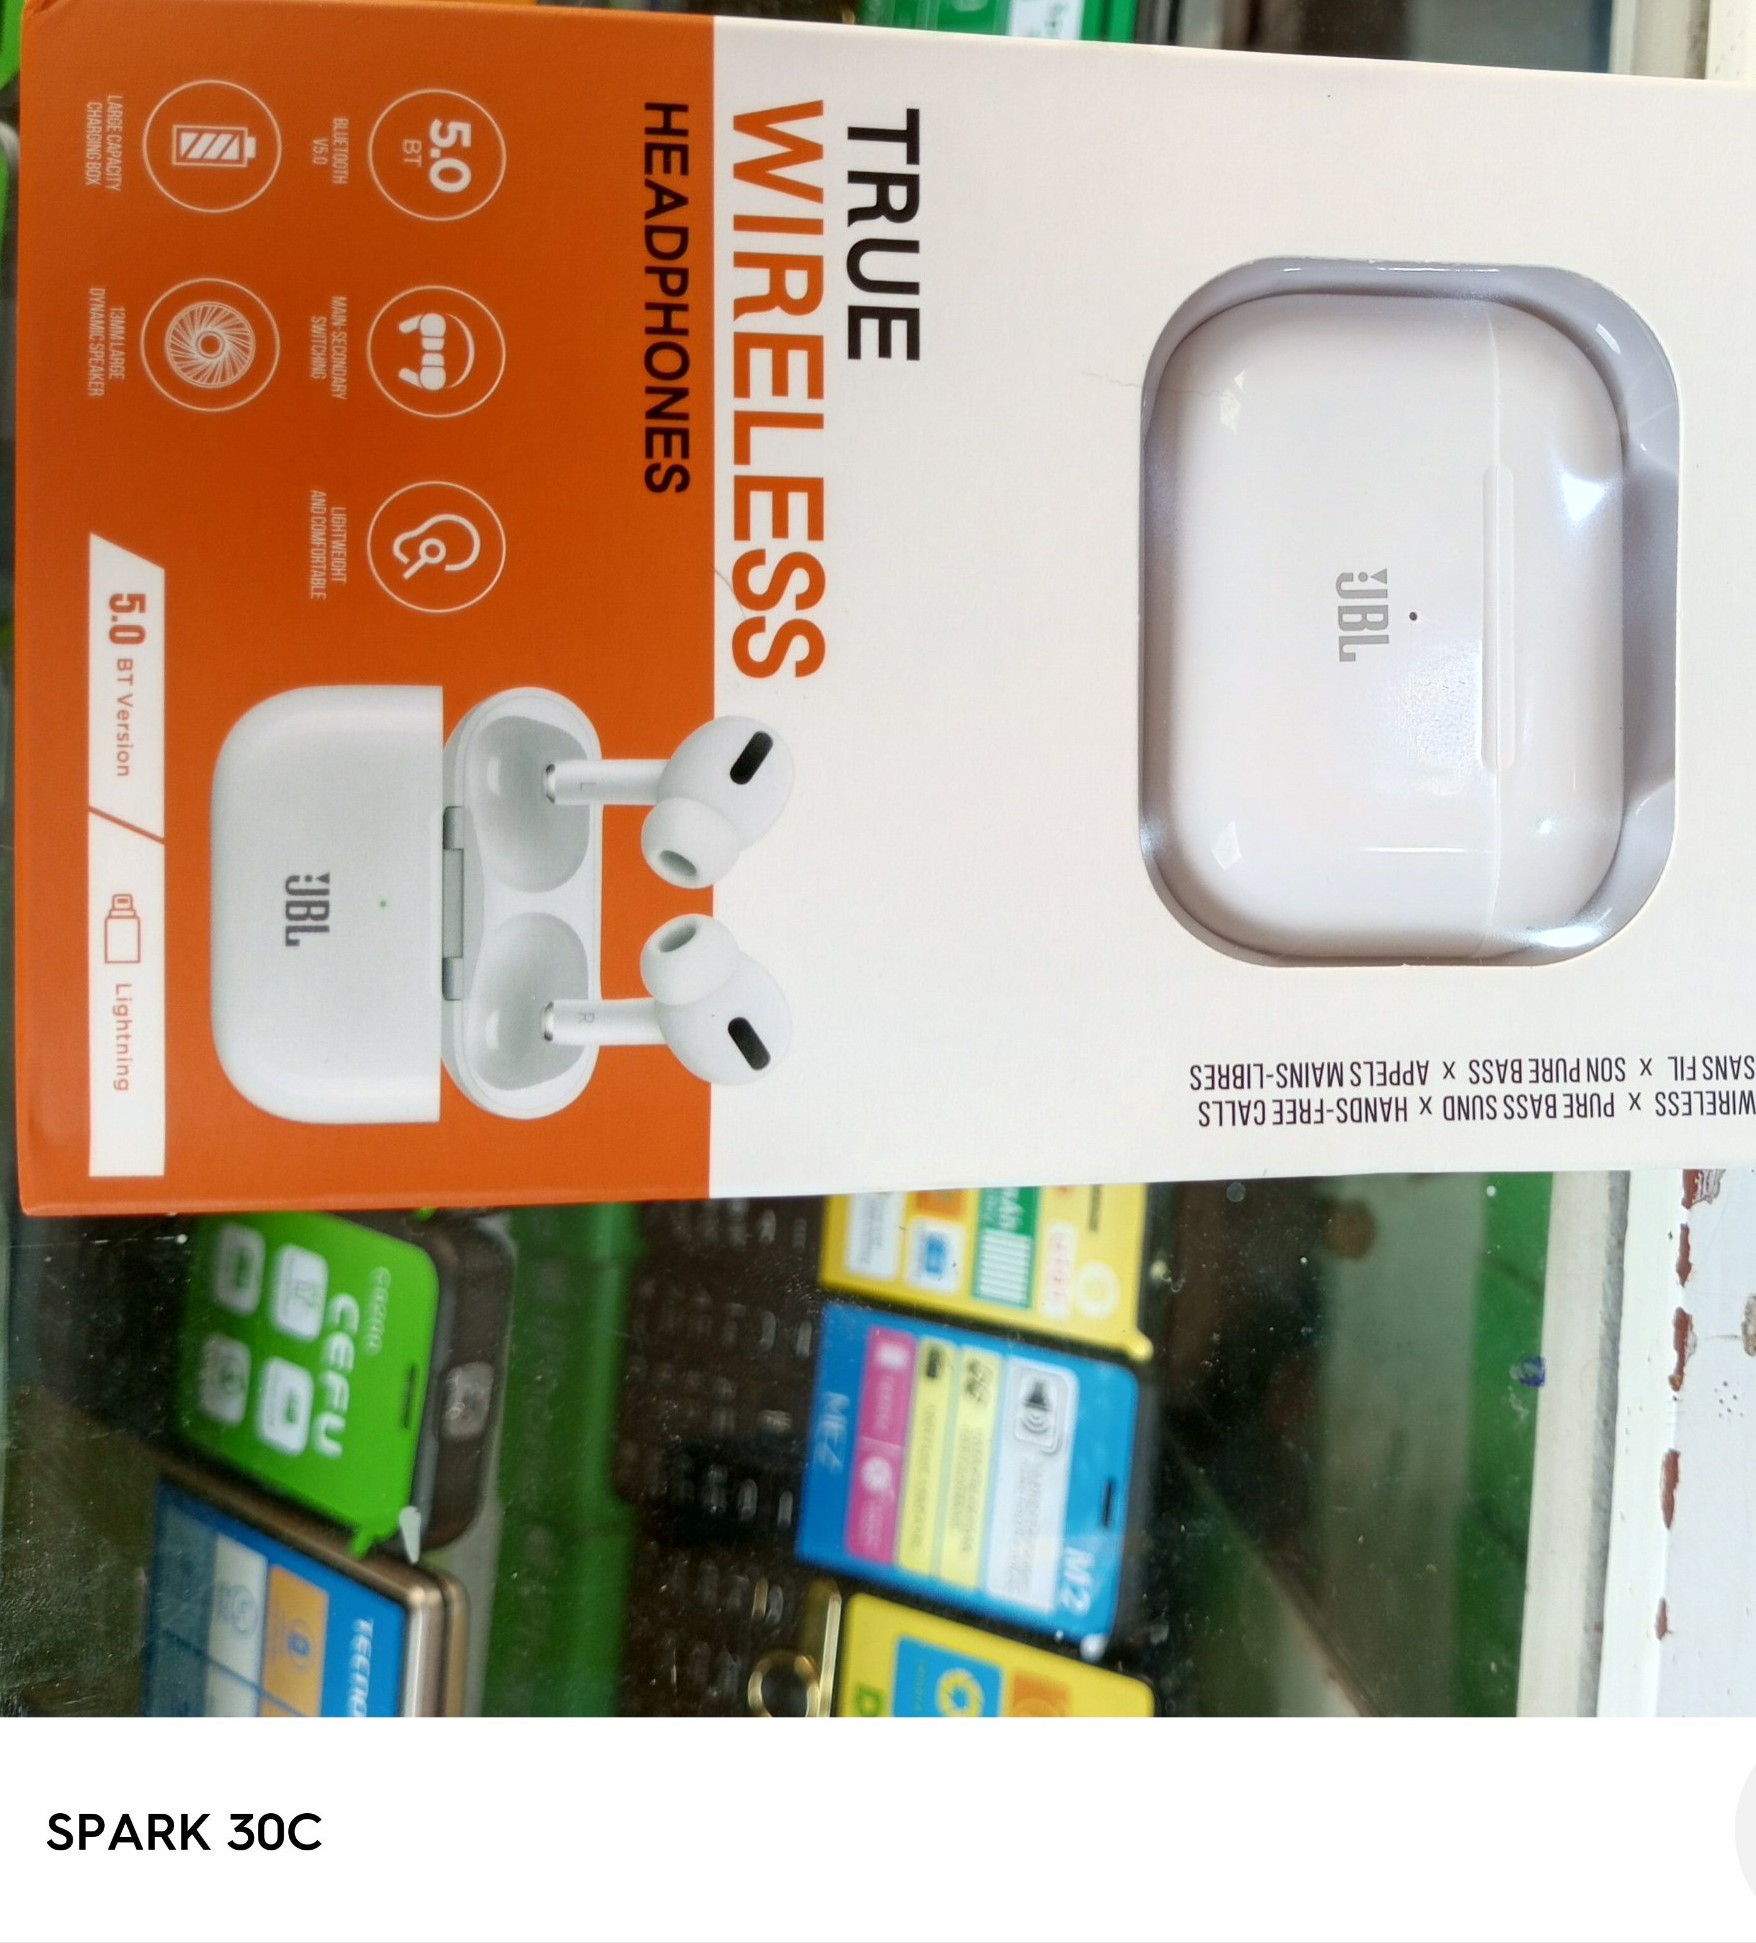 TRUE
WIRELESS
HEADPHONES
5.0
BT
BLUETOOTH
V5.0
MAIN-SECONDARY
SWITCHING
LIGHTWEIGHT
AND COMFORTABLE
LARGE CAPACITY
CHARGING BOX
13MM LARGE
DYNAMIC SPEAKER
5.0 BT Version
Lightning
JBL
L
R
JBL
WIRELESS x PURE BASS SUND x HANDS-FREE CALLS
SANS FIL x SON PURE BASS x APPELS MAINS-LIBRES
CEFU
M2
TECNO
SPARK 30C